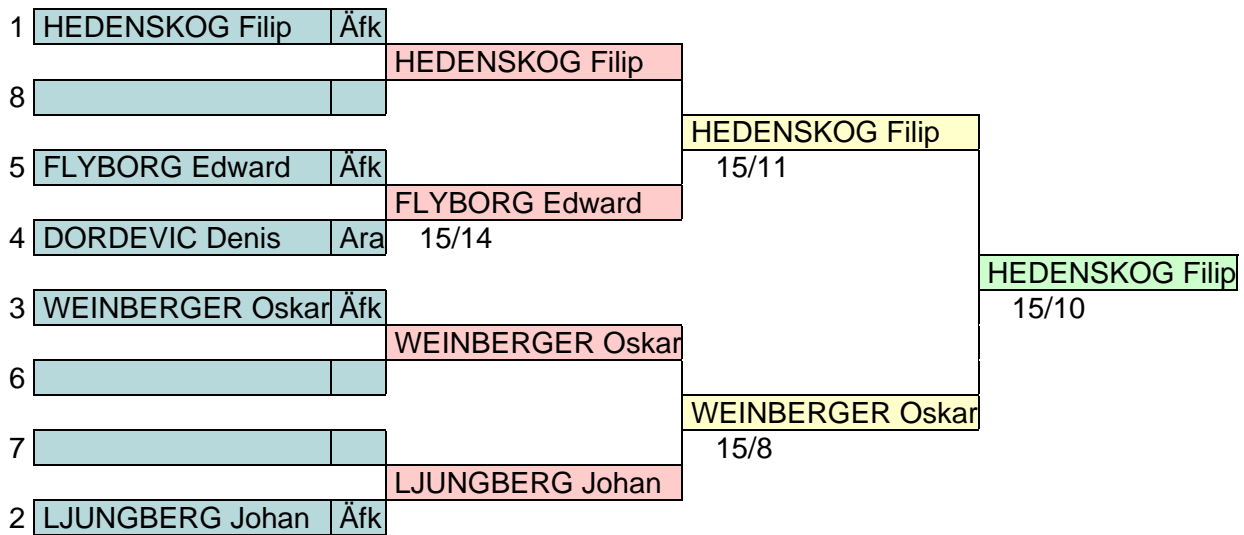 1 HEDENSKOG Filip Äfk
HEDENSKOG Filip
8
HEDENSKOG Filip
5 FLYBORG Edward Äfk 15/11
FLYBORG Edward
4 DORDEVIC Denis Ara 15/14
HEDENSKOG Filip
3 WEINBERGER Oskar Äfk 15/10
WEINBERGER Oskar
6
WEINBERGER Oskar
7 15/8
LJUNGBERG Johan
2 LJUNGBERG Johan Äfk